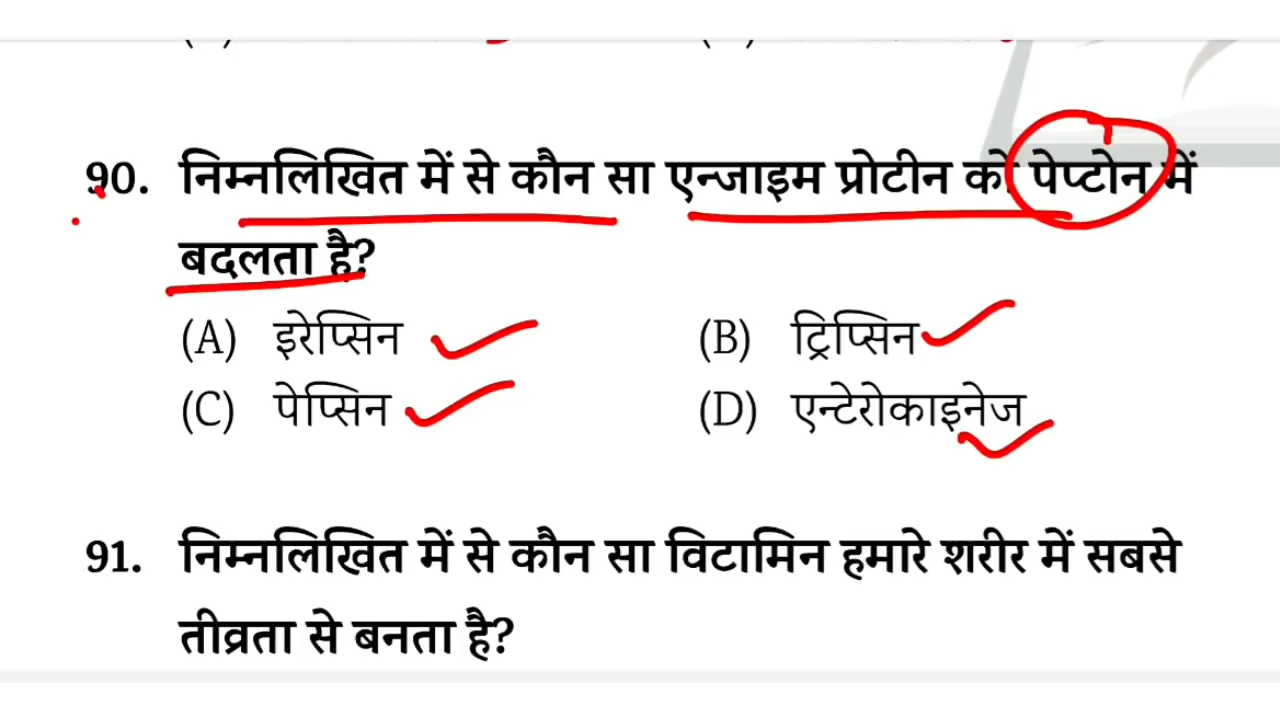 90. निम्नलिखित में से कौन सा एन्जाइम प्रोटीन को पेप्टोन में
बदलता है?
(A) इरेप्सिन (B) ट्रिप्सिन
(C) पेप्सिन (D) एन्टेरोकाइनेज
91. निम्नलिखित में से कौन सा विटामिन हमारे शरीर में सबसे
तीव्रता से बनता है?